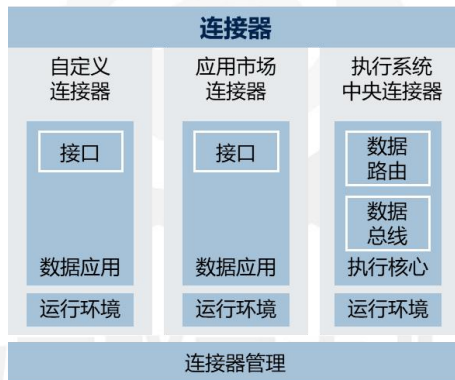 连接器
自定义
连接器
接口
数据应用
运行环境
应用市场
连接器
接口
数据应用
运行环境
执行系统
中央连接器
数据
路由
数据
总线
执行核心
运行环境
连接器管理